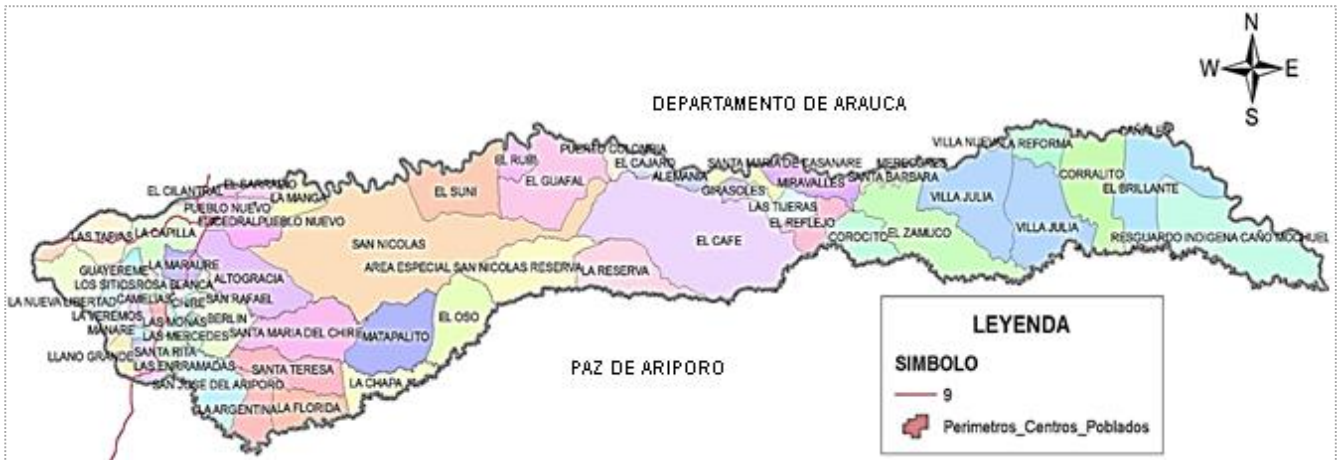 N
W E
S
DEPARTAMENTO DE ARAUCA
VILLA NUEVA
LA REFORMA
CAÑALES
PUERTO COLOMBIA
EL RUBI
EL CAJARO
SANTA MARIA DE CASANARE
MERECURES
ALEMANIA
SANTA BARBARA
CORRALITO
EL GUAFAL
MIRAVALLES
EL BARRANCO
EL CILANTRAL
EL SUNI
GIRASOLES
EL BRILLANTE
LA MANGA
VILLA JULIA
PUEBLO NUEVO
LAS TIJERAS
EL CEDRAL
PUEBLO NUEVO
EL REFLEJO
VILLA JULIA
LAS TAPIAS
LA CAPILLA
EL ZAMUCO
COROCITO
EL CAFE
RESGUARDO INDIGENA CAÑO MOCHUELO
SAN NICOLAS
LA MARAURE
GUAYEREME
AREA ESPECIAL SAN NICOLAS RESERVA
LA RESERVA
ALTOGRACIA
LOS SITIOS
ROSA BLANCA
LA NUEVA LIBERTAD
CAMELIAS
CHIRE
SAN RAFAEL
LA VEREMOS
LAS MONAS
BERLIN
EL OSO
MANARE
LAS MERCEDES
SANTA MARIA DEL CHIRE
MATAPALITO
LLANO GRANDE
SANTA RITA
LAS ENRRAMADAS
SANTA TERESA
SAN JOSE DEL ARIPORO
LA CHAPA
LA ARGENTINA
LA FLORIDA
PAZ DE ARIPORO
LEYENDA
SIMBOLO
9
Perimetros_Centros_Poblados